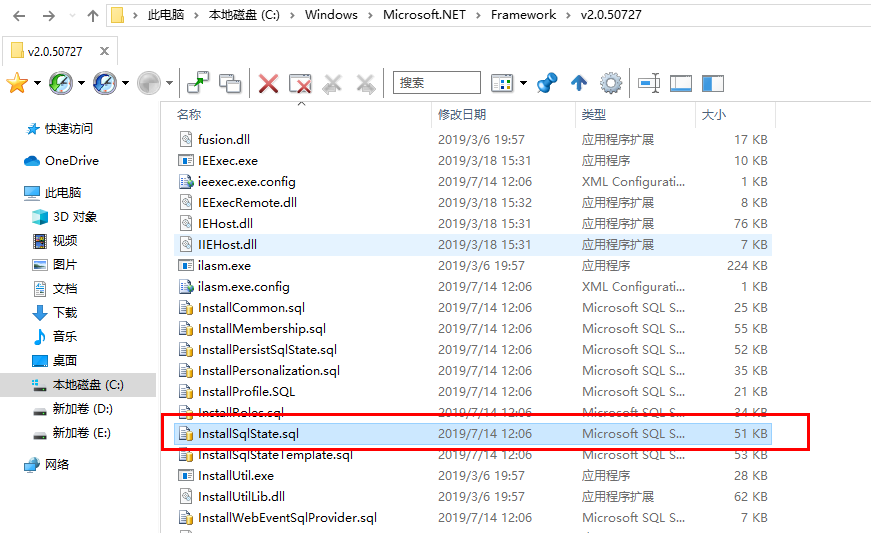 此电脑 > 本地磁盘 (C:) > Windows > Microsoft.NET > Framework > v2.0.50727
v2.0.50727
搜索
名称 修改日期 类型 大小
快速访问
OneDrive
此电脑
3D 对象
视频
图片
文档
下载
音乐
桌面
本地磁盘 (C:)
新加卷 (D:)
新加卷 (E:)
网络
fusion.dll 2019/3/6 19:57 应用程序扩展 17 KB
IEExec.exe 2019/3/18 15:31 应用程序 10 KB
ieexec.exe.config 2019/7/14 12:06 XML Configurati... 1 KB
IEExecRemote.dll 2019/3/18 15:32 应用程序扩展 8 KB
IEHost.dll 2019/3/18 15:31 应用程序扩展 76 KB
IIEHost.dll 2019/3/18 15:31 应用程序扩展 7 KB
ilasm.exe 2019/3/6 19:57 应用程序 224 KB
ilasm.exe.config 2019/7/14 12:06 XML Configurati... 1 KB
InstallCommon.sql 2019/7/14 12:06 Microsoft SQL S... 25 KB
InstallMembership.sql 2019/7/14 12:06 Microsoft SQL S... 55 KB
InstallPersistSqlState.sql 2019/7/14 12:06 Microsoft SQL S... 52 KB
InstallPersonalization.sql 2019/7/14 12:06 Microsoft SQL S... 35 KB
InstallProfile.SQL 2019/7/14 12:06 Microsoft SQL S... 21 KB
InstallRoles.sql 2019/7/14 12:06 Microsoft SQL S... 34 KB
InstallSqlState.sql 2019/7/14 12:06 Microsoft SQL S... 51 KB
InstallSqlStateTemplate.sql 2019/7/14 12:06 Microsoft SQL S... 53 KB
InstallUtil.exe 2019/3/6 19:57 应用程序 28 KB
InstallUtilLib.dll 2019/3/6 19:57 应用程序扩展 62 KB
InstallWebEventSqlProvider.sql 2019/7/14 12:06 Microsoft SQL S... 7 KB